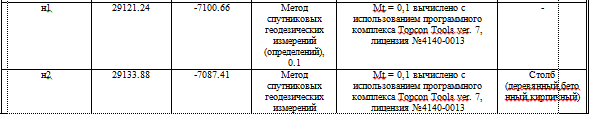 н1 29121.24 -7100.66 Метод Mt = 0,1 вычислено с -
спутниковых использованием программного
геодезических комплекса Topcon Tools ver. 7,
измерений лицензия №4140-0013
(определений),
0.1
н2 29133.88 -7087.41 Метод Mt = 0,1 вычислено с Столб
спутниковых использованием программного (деревянный,бето
геодезических комплекса Topcon Tools ver. 7, нный,кирпичный)
измерений лицензия №4140-0013